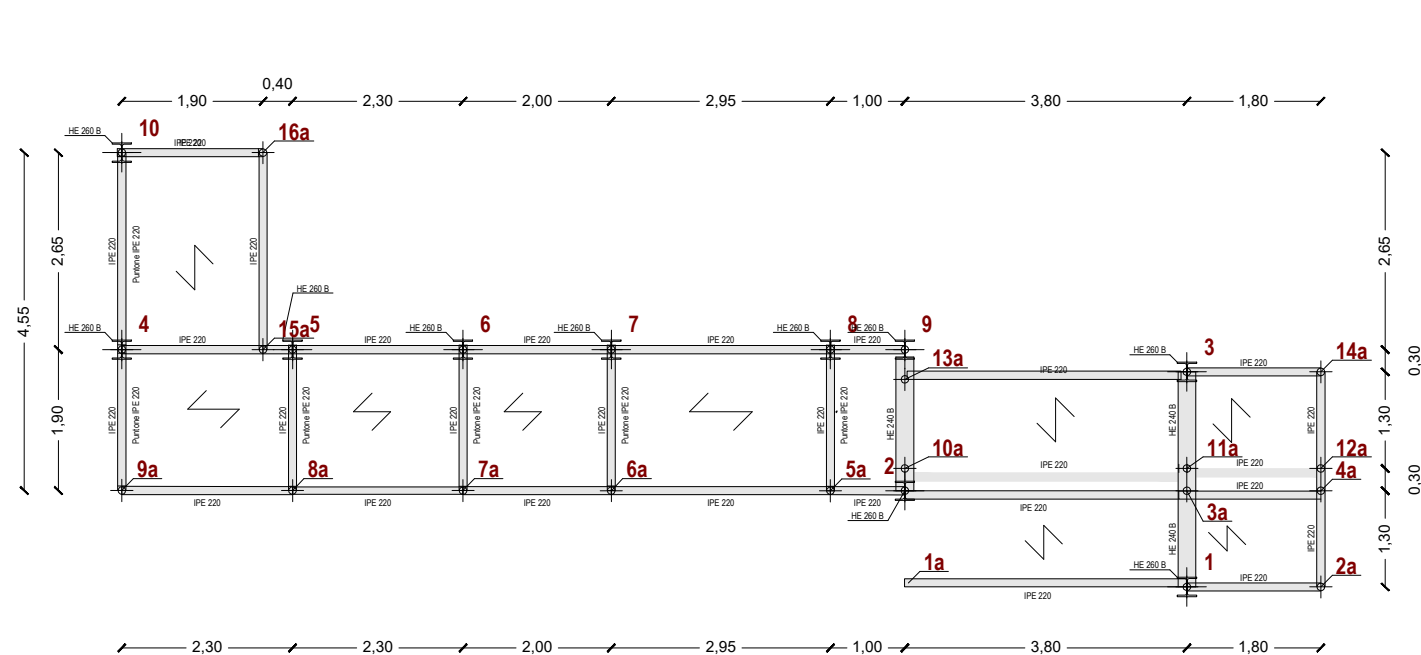 0,40
1,90
2,30
2,00
2,95
1,00
3,80
1,80
HE 260 B
10
16a
IPE 220
Puntone IPE 220
IPE 220
2,65
4,55
2,65
HE 260 B
HE 260 B
4
15a
5
HE 260 B
6
HE 260 B
7
HE 260 B
8
HE 260 B
9
IPE 220
IPE 220
IPE 220
IPE 220
IPE 220
HE 260 B
3
14a
0,30
13a
IPE 220
IPE 220
1,90
IPE 220
Puntone IPE 220
IPE 220
Puntone IPE 220
IPE 220
Puntone IPE 220
IPE 220
Puntone IPE 220
IPE 220
Puntone IPE 220
HE 240 B
HE 240 B
IPE 220
1,30
9a
8a
7a
6a
5a
2
10a
11a
12a
IPE 220
IPE 220
4a
0,30
IPE 220
IPE 220
IPE 220
IPE 220
IPE 220
IPE 220
HE 260 B
IPE 220
3a
HE 240 B
IPE 220
1,30
1a
HE 260 B
1
2a
IPE 220
IPE 220
2,30
2,30
2,00
2,95
1,00
3,80
1,80